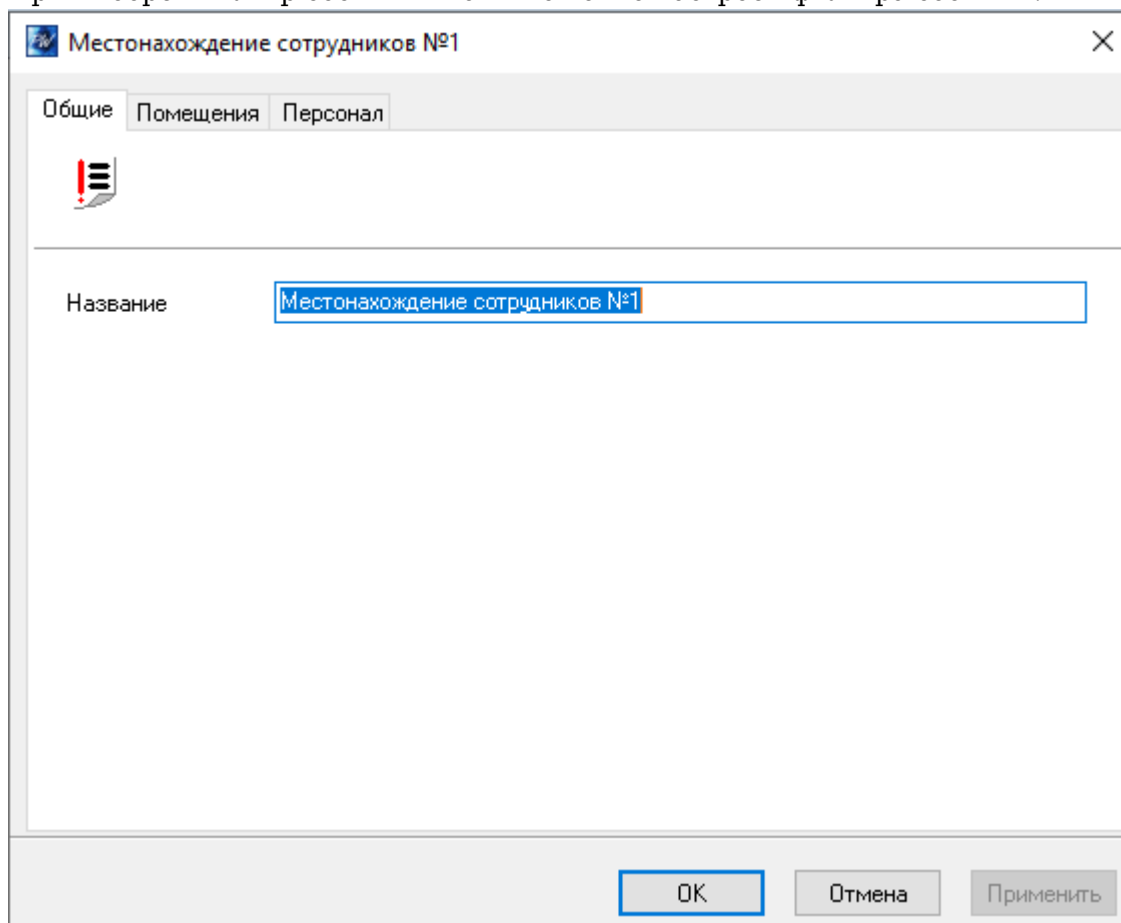 Местонахождение сотрудников №1
Общие Помещения Персонал
Название Местонахождение сотрудников №1
OK Отмена Применить